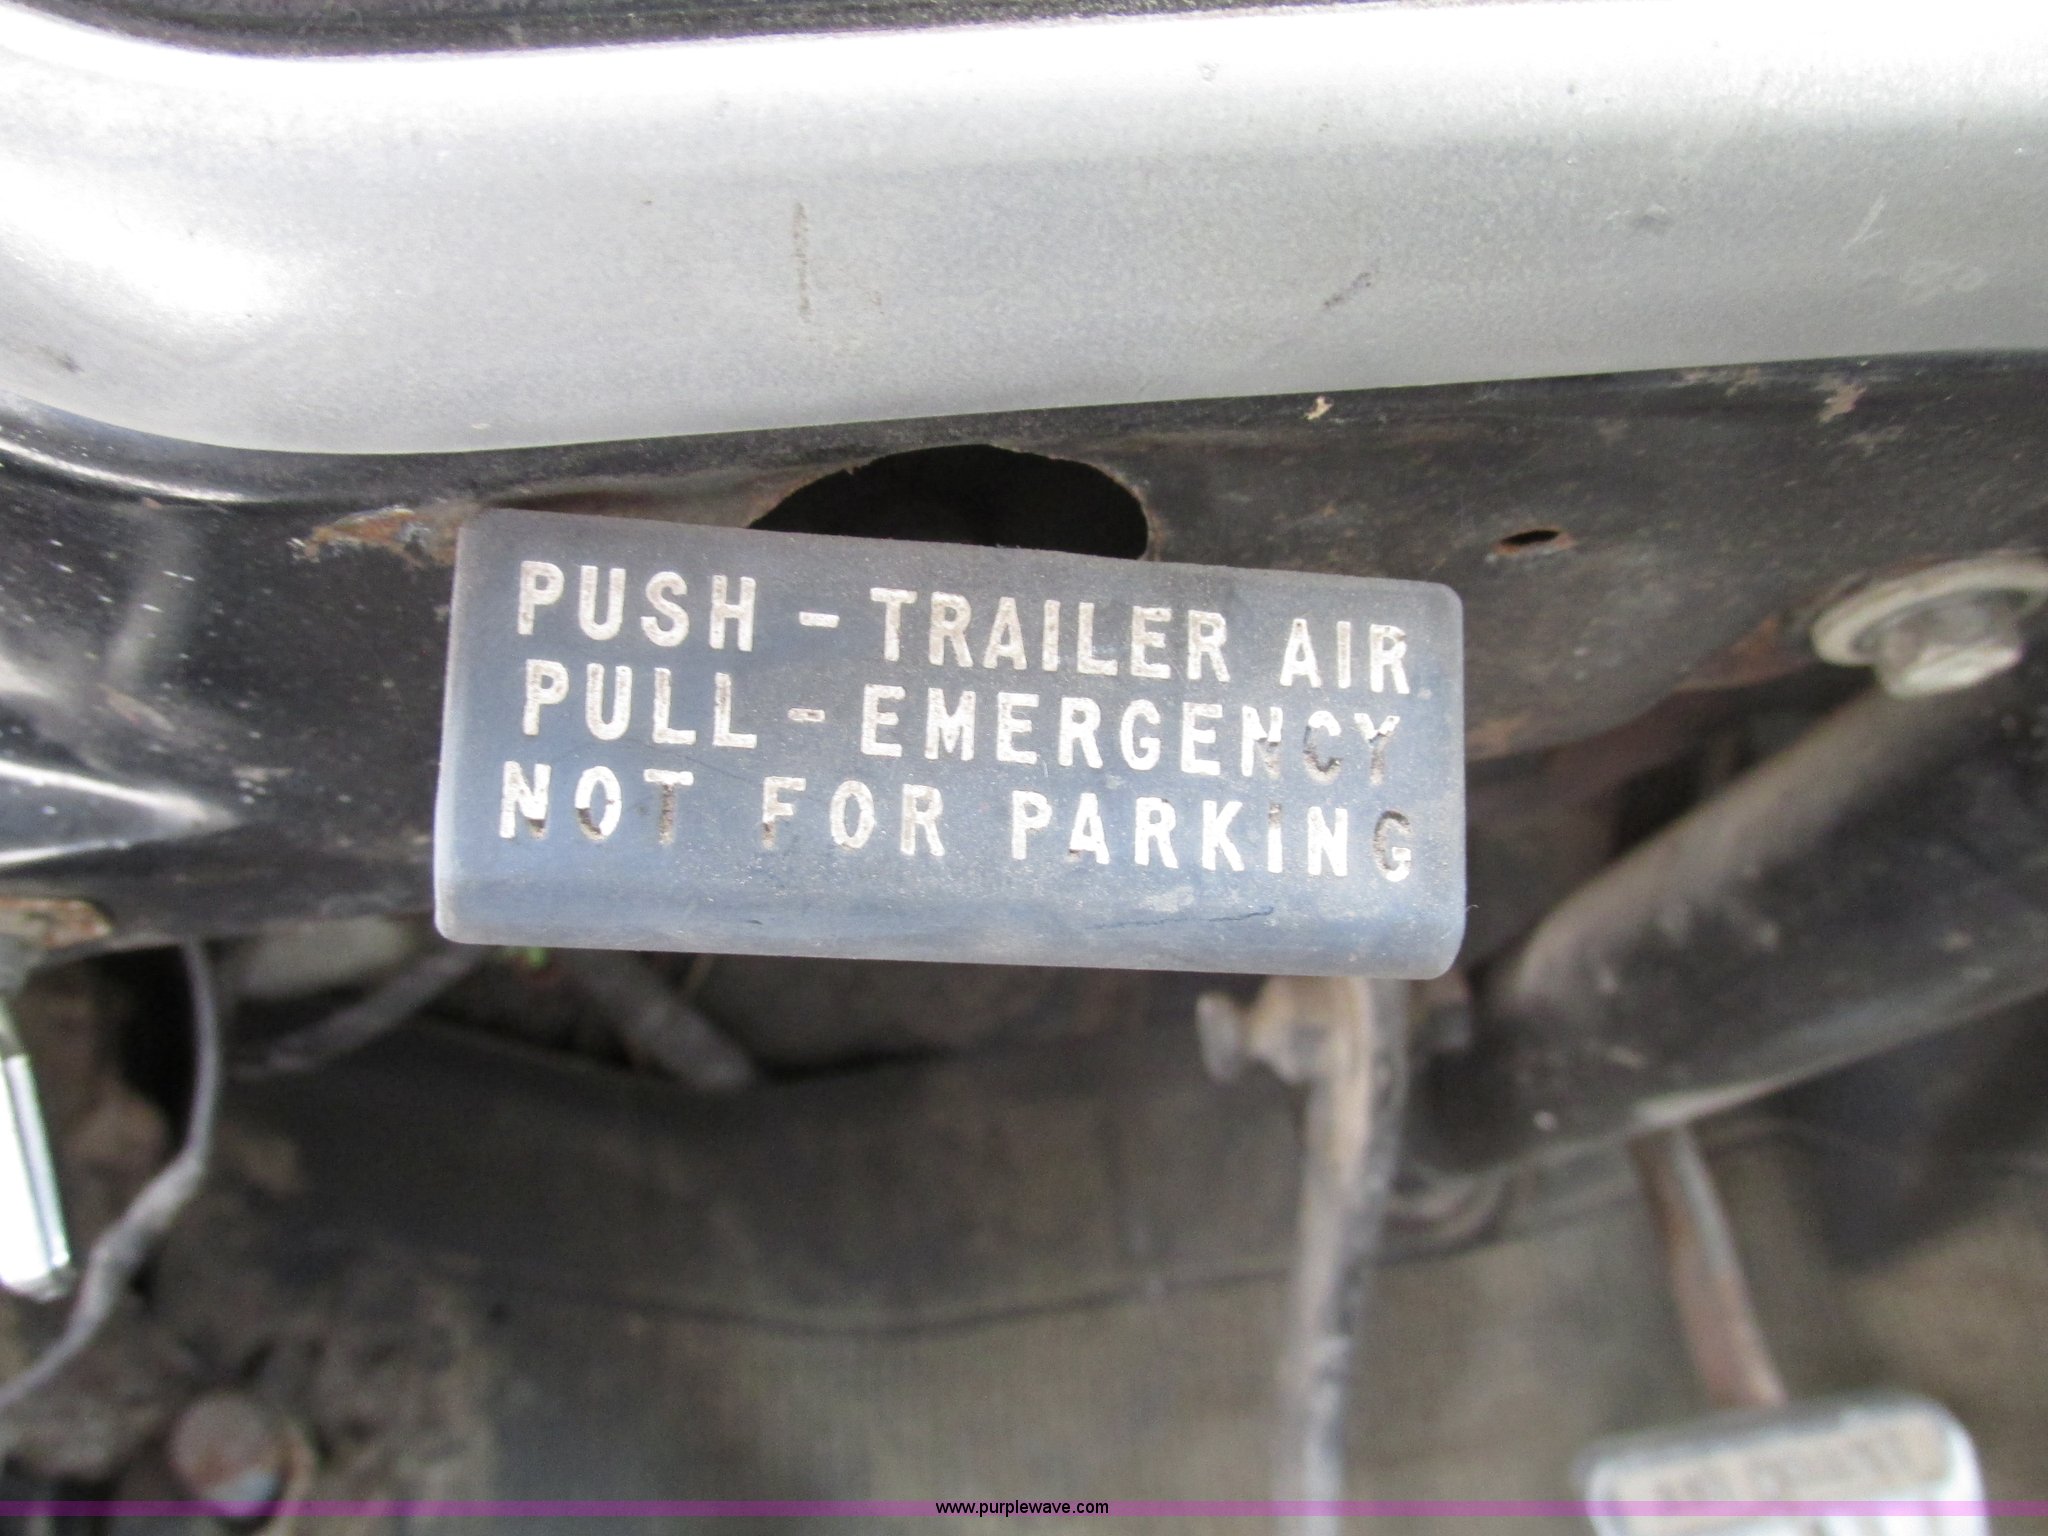 PUSH - TRAILER AIR
PULL - EMERGENCY
NOT FOR PARKING
www.purplewave.com